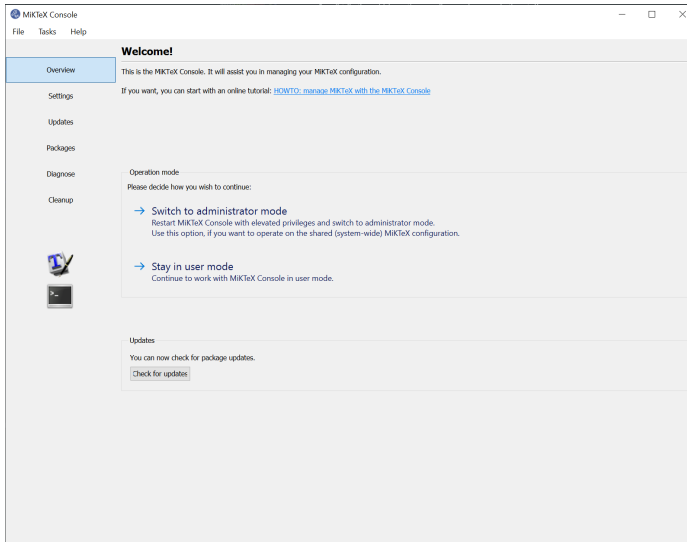 MiKTeX Console
File Tasks Help
Welcome!
Overview
This is the MiKTeX Console. It will assist you in managing your MiKTeX configuration.
If you want, you can start with an online tutorial: HOWTO: manage MiKTeX with the MiKTeX Console
Settings
Updates
Packages
Diagnose
Cleanup
Operation mode
Please decide how you wish to continue:
Switch to administrator mode
Restart MiKTeX Console with elevated privileges and switch to administrator mode.
Use this option, if you want to operate on the shared (system-wide) MiKTeX configuration.
Stay in user mode
Continue to work with MiKTeX Console in user mode.
Updates
You can now check for package updates.
Check for updates